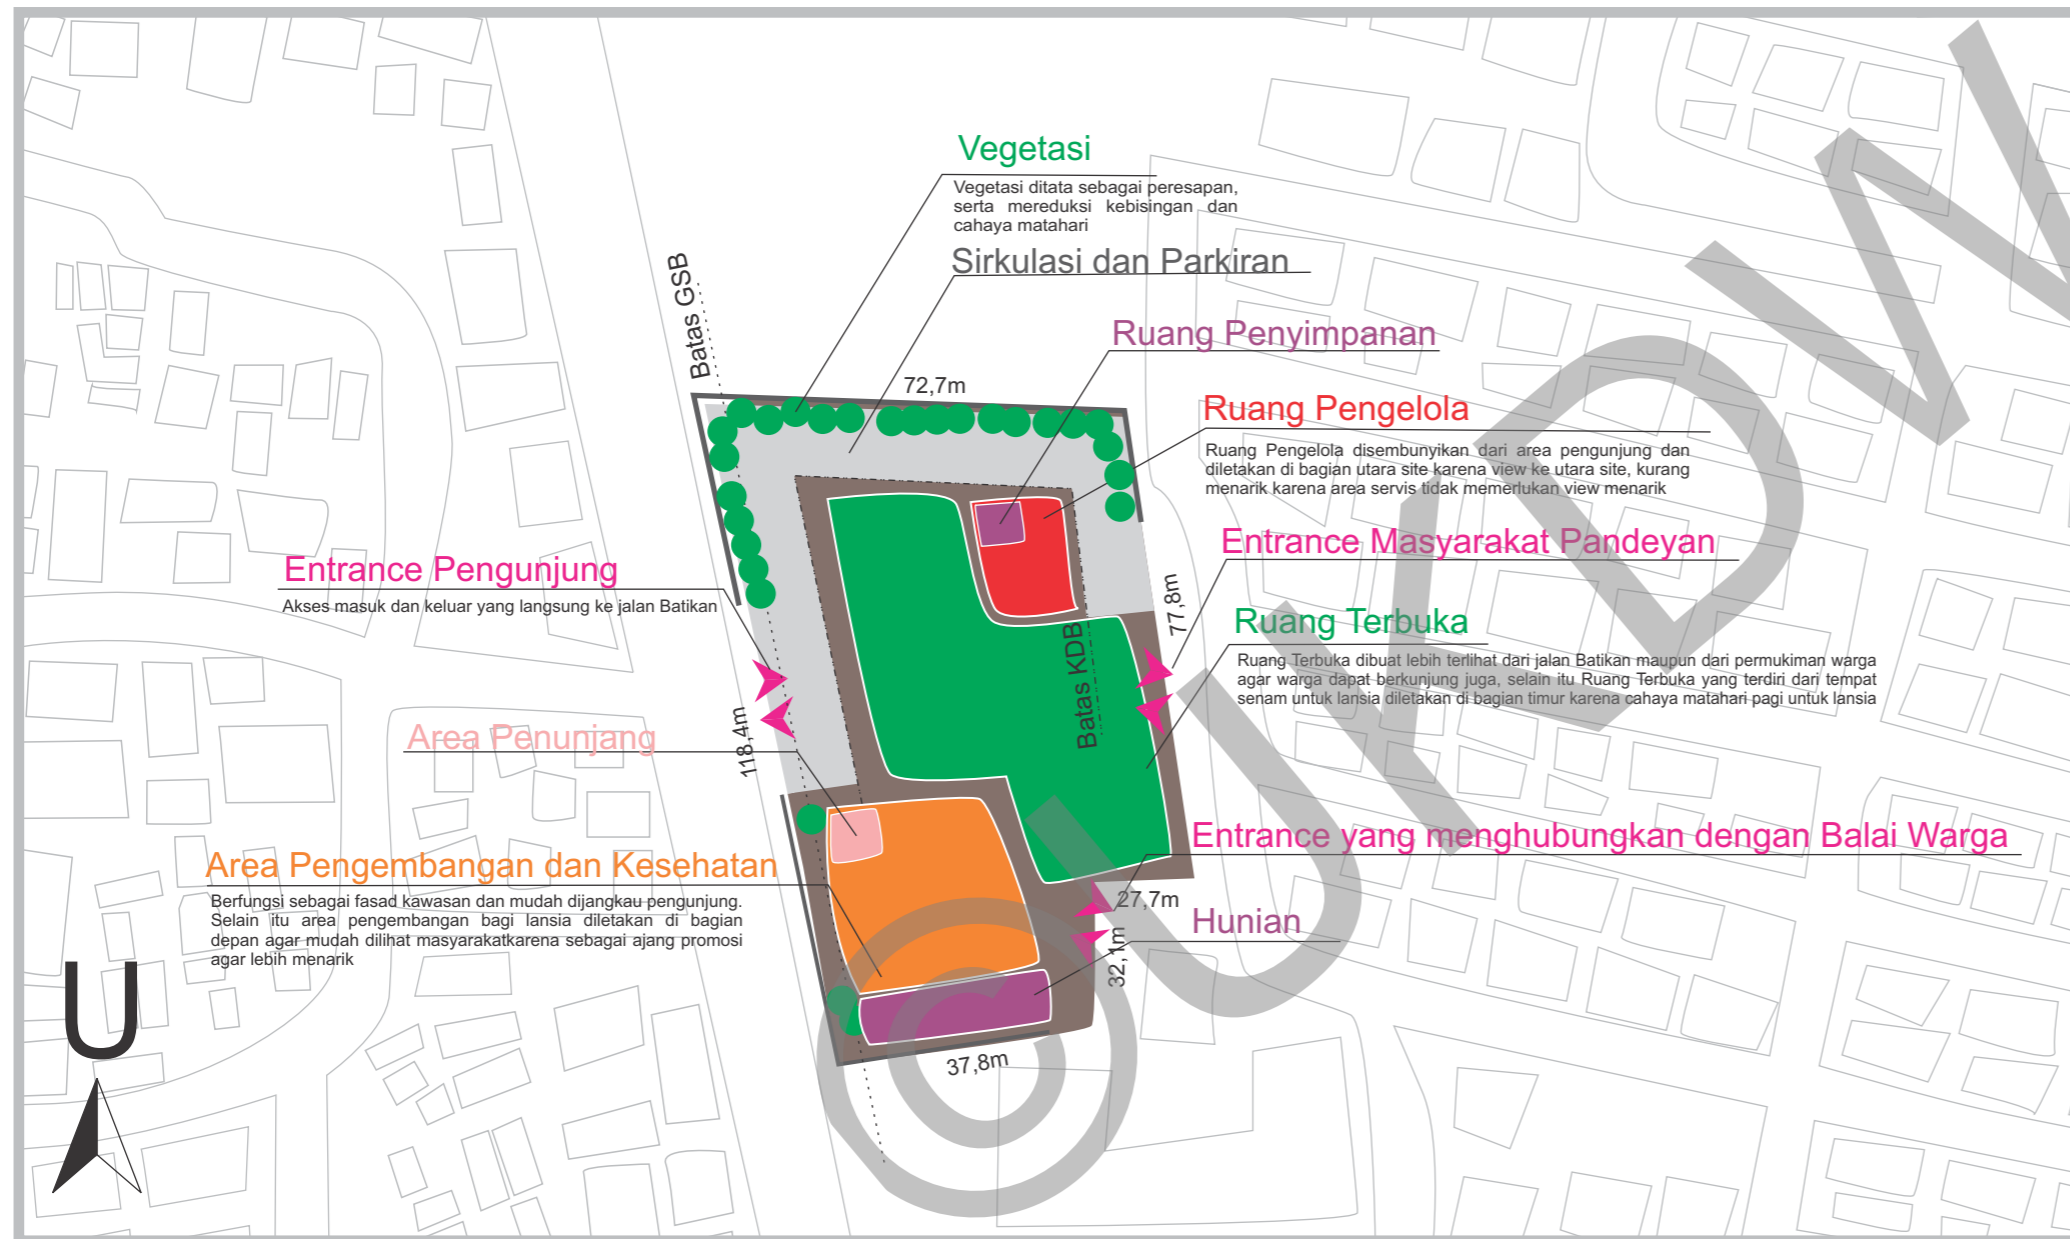 Vegetasi
Vegetasi ditata sebagai peresapan,
serta mereduksi kebisingan dan
cahaya matahari
Sirkulasi dan Parkiran
Batas GSB
Ruang Penyimpanan
72,7m
Ruang Pengelola
Ruang Pengelola disembunyikan dari area pengunjung dan
diletakan di bagian utara site karena view ke utara site, kurang
menarik karena area servis tidak memerlukan view menarik
Entrance Masyarakat Pandeyan
Entrance Pengunjung
Akses masuk dan keluar yang langsung ke jalan Batikan
77,8m
Ruang Terbuka
Ruang Terbuka dibuat lebih terlihat dari jalan Batikan maupun dari permukiman warga
agar warga dapat berkunjung juga, selain itu Ruang Terbuka yang terdiri dari tempat
senam untuk lansia diletakan di bagian timur karena cahaya matahari pagi untuk lansia
Batas KDB
118,4m
Area Penunjang
Entrance yang menghubungkan dengan Balai Warga
Area Pengembangan dan Kesehatan
Berfungsi sebagai fasad kawasan dan mudah dijangkau pengunjung.
Selain itu area pengembangan bagi lansia diletakan di bagian
depan agar mudah dilihat masyarakatkarena sebagai ajang promosi
agar lebih menarik
27,7m
Hunian
32,1m
37,8m
U
© UKDW